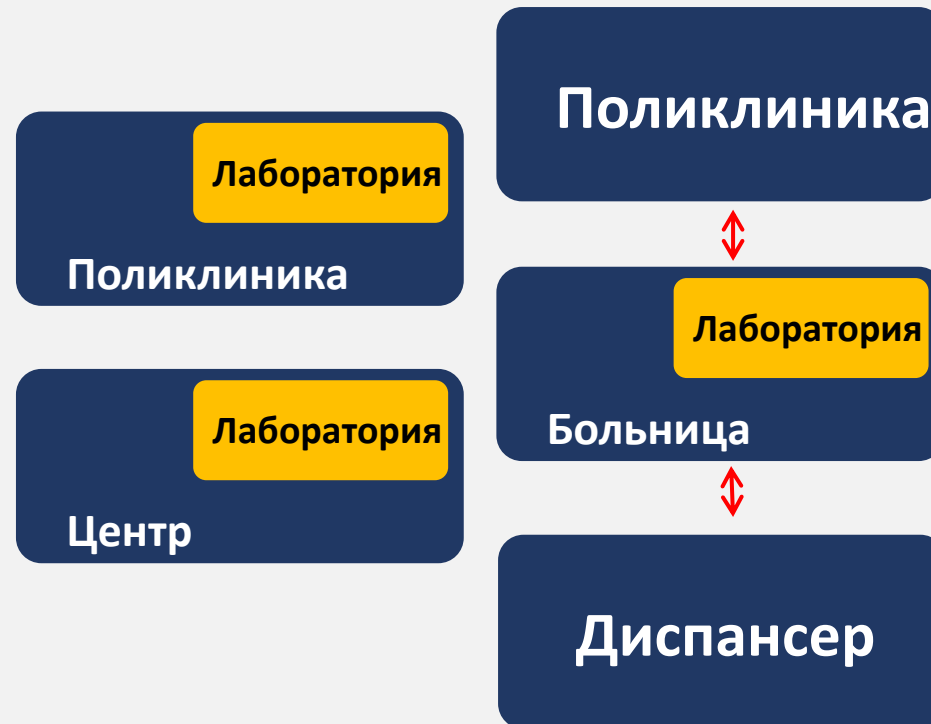 Лаборатория
Поликлиника
Лаборатория
Центр
Поликлиника
Лаборатория
Больница
Диспансер